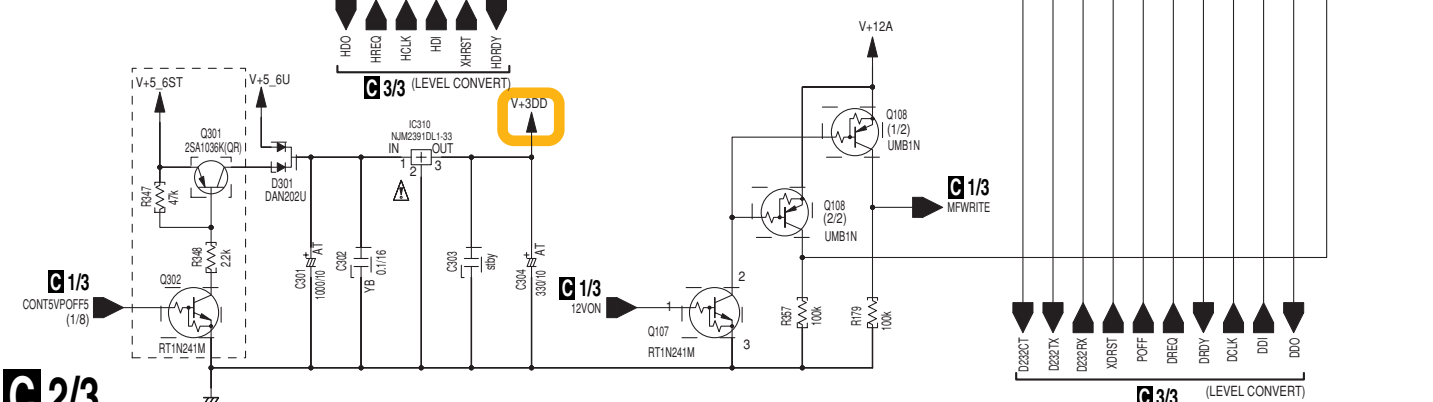 HDO
HREQ
HCLK
HDI
XHRST
HDRDY
C 3/3 (LEVEL CONVERT)
V+5_6ST
V+5_6U
V+3DD
V+12A
Q301
2SA1036K(QR)
IC310
NJM2391DL1-33
IN
OUT
1
2
3
D301
DAN202U
R347
47k
R348
2.2k
Q302
RT1N241M
C 1/3
CONT5VPOFF5
(1/8)
C301
1000/10
AT
C302
0.1/16
YB
C303
stby
C304
330/10
AT
Q108
(1/2)
UMB1N
Q108
(2/2)
UMB1N
C 1/3
MFWRITE
C 1/3
12VON
1
2
3
Q107
RT1N241M
R357
100k
R179
100k
D232CT
D232TX
D232RX
XDRST
POFF
DREQ
DRDY
DCLK
DDI
DDO
C 3/3 (LEVEL CONVERT)
C 2/3